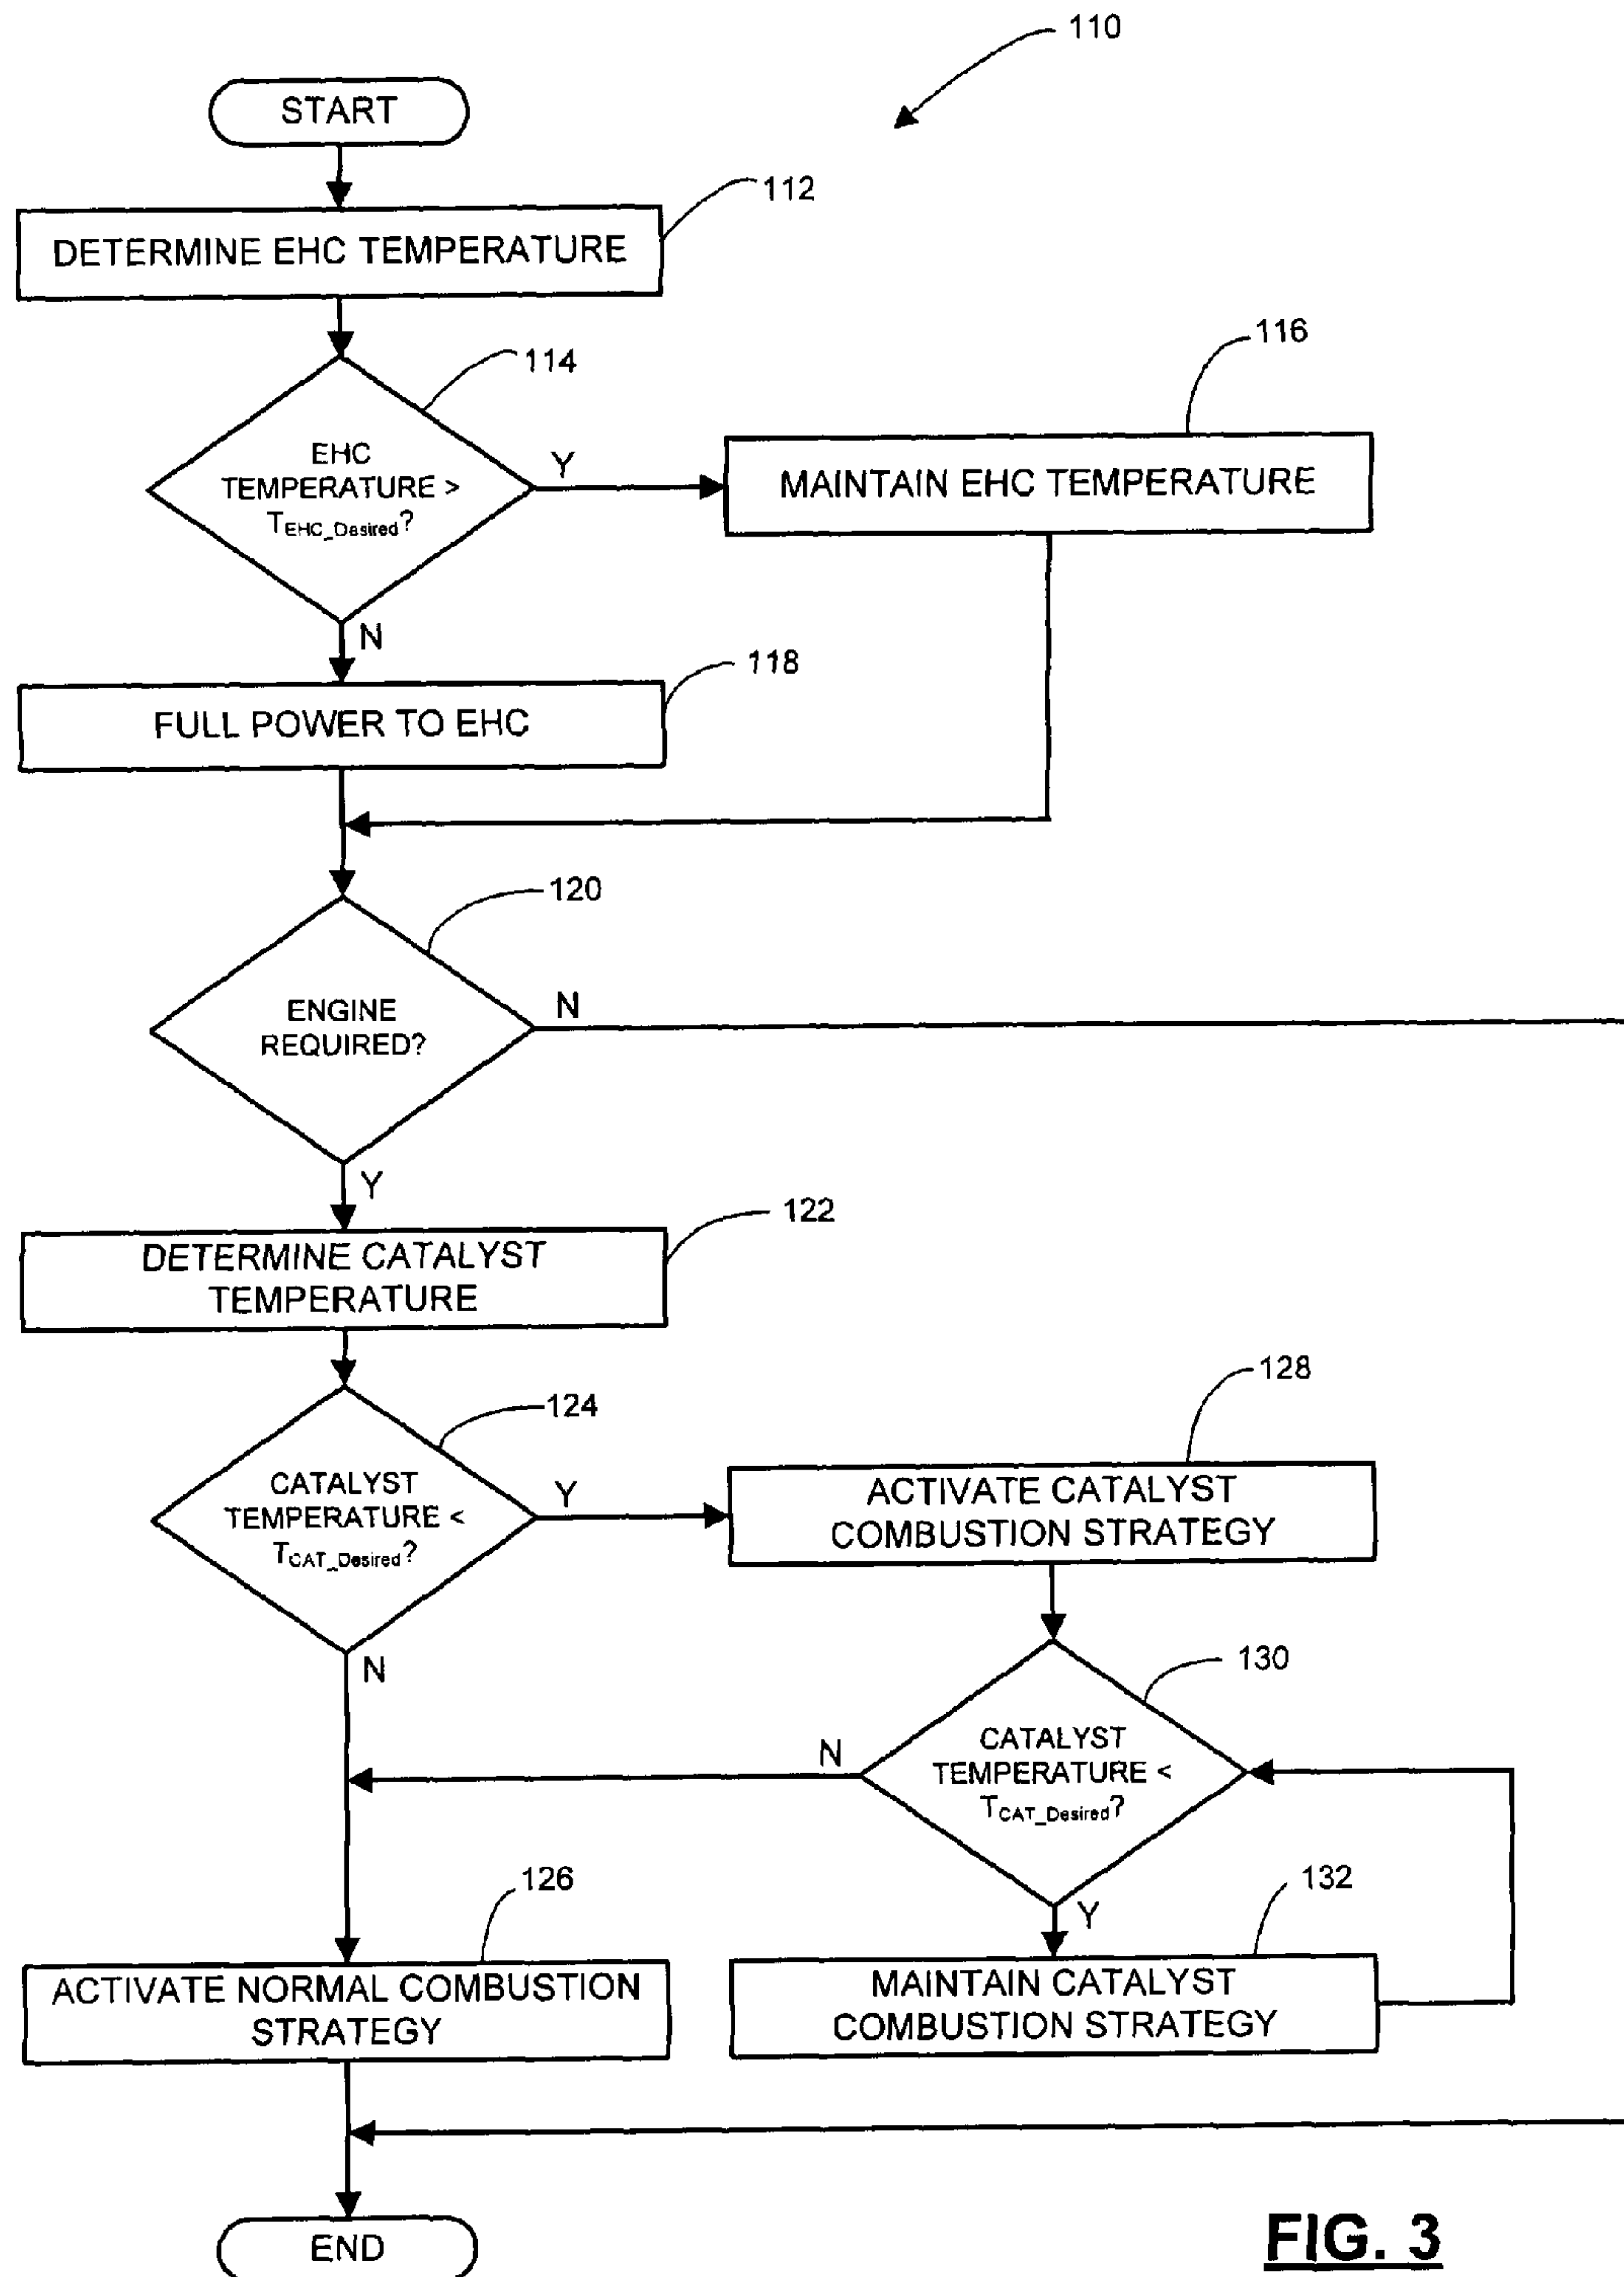 110
START
112
DETERMINE EHC TEMPERATURE
114
116
EHC
TEMPERATURE >
TEHC_Desired?
Y
MAINTAIN EHC TEMPERATURE
N
118
FULL POWER TO EHC
120
ENGINE
REQUIRED?
N
Y
122
DETERMINE CATALYST
TEMPERATURE
124
128
CATALYST
TEMPERATURE <
TCAT_Desired?
Y
ACTIVATE CATALYST
COMBUSTION STRATEGY
N
130
CATALYST
TEMPERATURE <
TCAT_Desired?
N
Y
126
132
ACTIVATE NORMAL COMBUSTION
STRATEGY
MAINTAIN CATALYST
COMBUSTION STRATEGY
END
FIG. 3